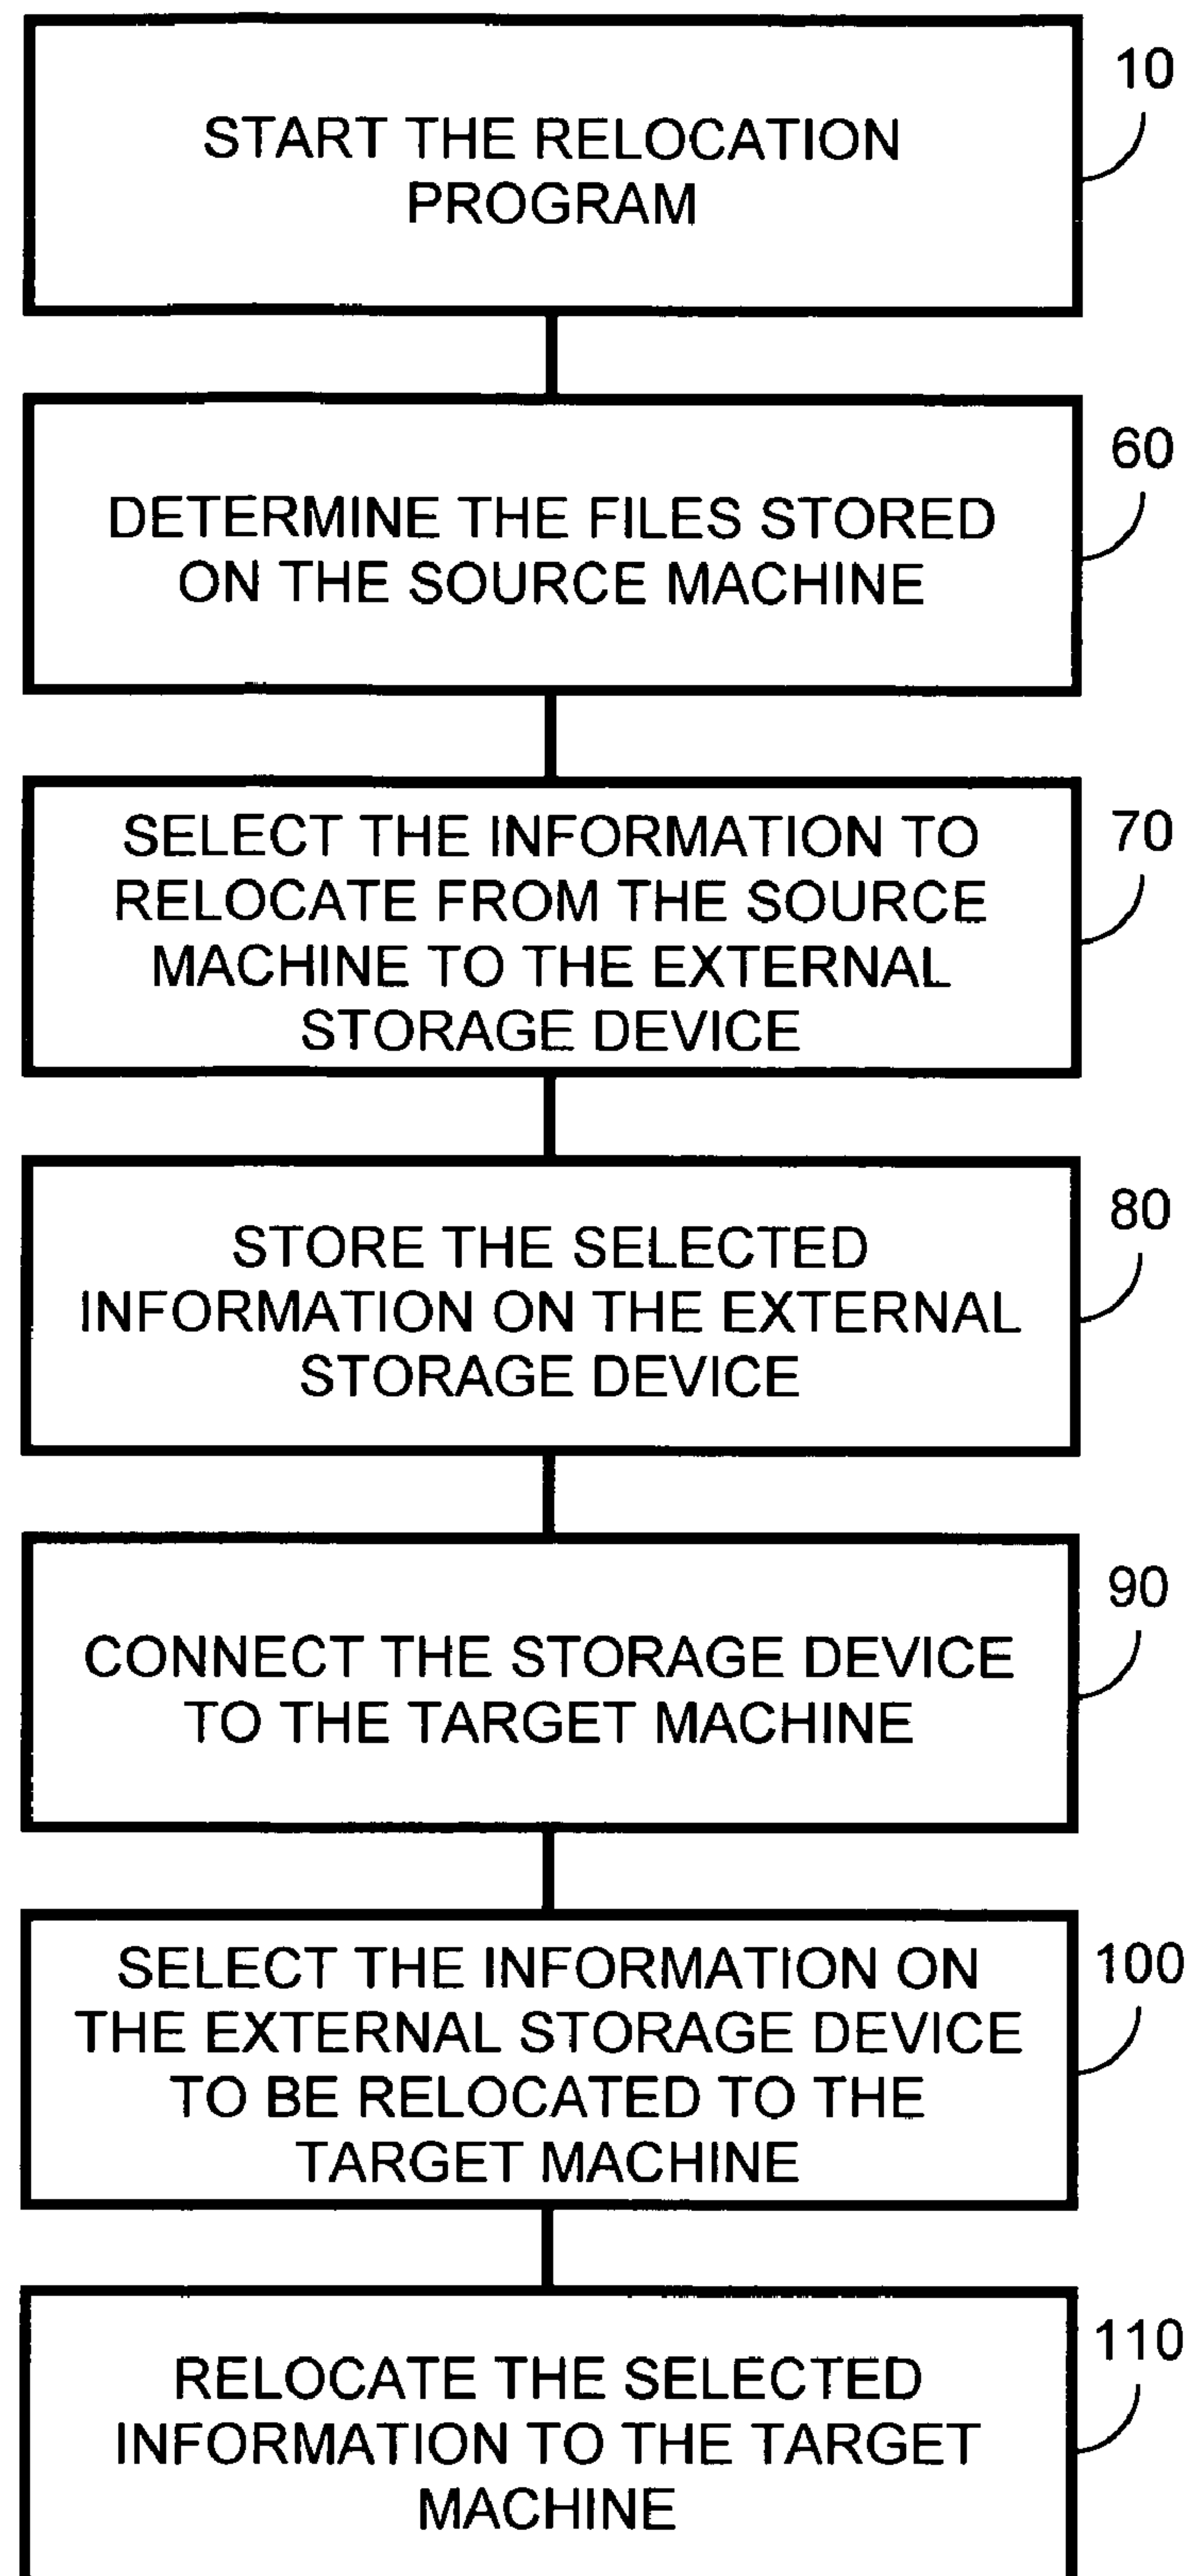 10
START THE RELOCATION
PROGRAM
60
DETERMINE THE FILES STORED
ON THE SOURCE MACHINE
70
SELECT THE INFORMATION TO
RELOCATE FROM THE SOURCE
MACHINE TO THE EXTERNAL
STORAGE DEVICE
80
STORE THE SELECTED
INFORMATION ON THE EXTERNAL
STORAGE DEVICE
90
CONNECT THE STORAGE DEVICE
TO THE TARGET MACHINE
100
SELECT THE INFORMATION ON
THE EXTERNAL STORAGE DEVICE
TO BE RELOCATED TO THE
TARGET MACHINE
110
RELOCATE THE SELECTED
INFORMATION TO THE TARGET
MACHINE